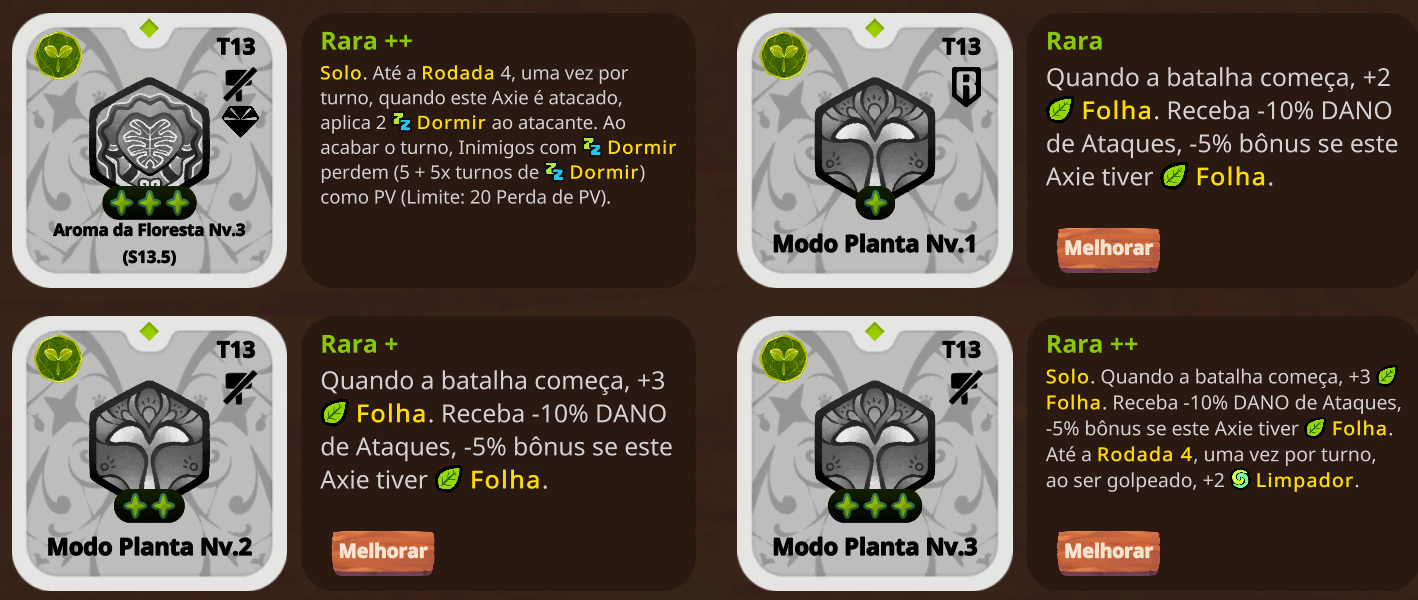 T13
Aroma da Floresta Nv.3
(S13.5)
Rara ++
Solo. Até a Rodada 4, uma vez por
turno, quando este Axie é atacado,
aplica 2 Dormir ao atacante. Ao
acabar o turno, Inimigos com Dormir
perdem (5 + 5x turnos de Dormir)
como PV (Limite: 20 Perda de PV).
T13
Modo Planta Nv.1
Rara
Quando a batalha começa, +2
Folha. Receba -10% DANO
de Ataques, -5% bônus se este
Axie tiver Folha.
Melhorar
T13
Modo Planta Nv.2
Rara +
Quando a batalha começa, +3
Folha. Receba -10% DANO
de Ataques, -5% bônus se este
Axie tiver Folha.
Melhorar
T13
Modo Planta Nv.3
Rara ++
Solo. Quando a batalha começa, +3
Folha. Receba -10% DANO de Ataques,
-5% bônus se este Axie tiver Folha.
Até a Rodada 4, uma vez por turno,
ao ser golpeado, +2 Limpador.
Melhorar